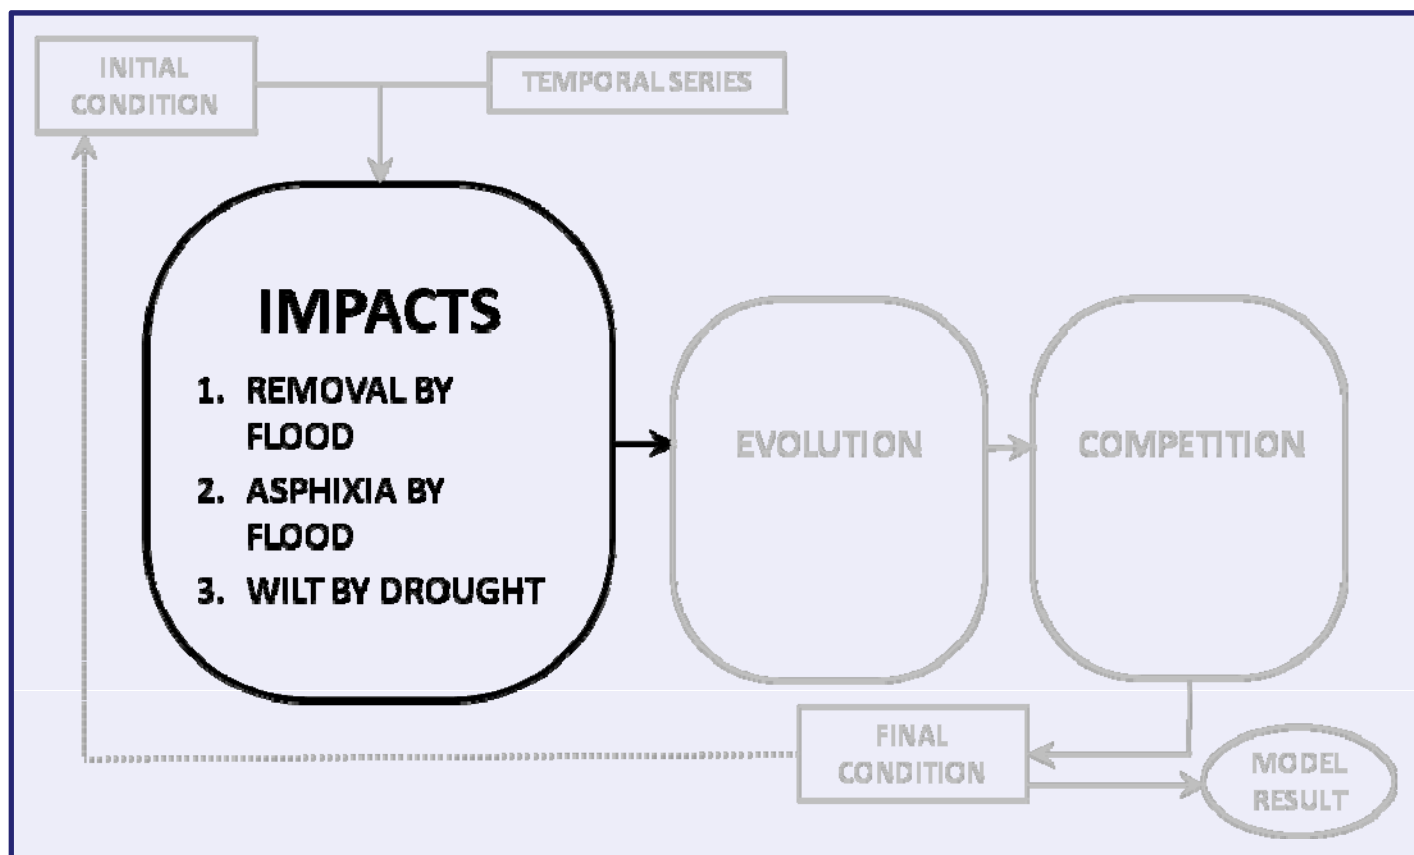 INITIAL
CONDITION
TEMPORAL SERIES
IMPACTS
1. REMOVAL BY
FLOOD
2. ASPHIXIA BY
FLOOD
3. WILT BY DROUGHT
EVOLUTION
COMPETITION
FINAL
CONDITION
MODEL
RESULT